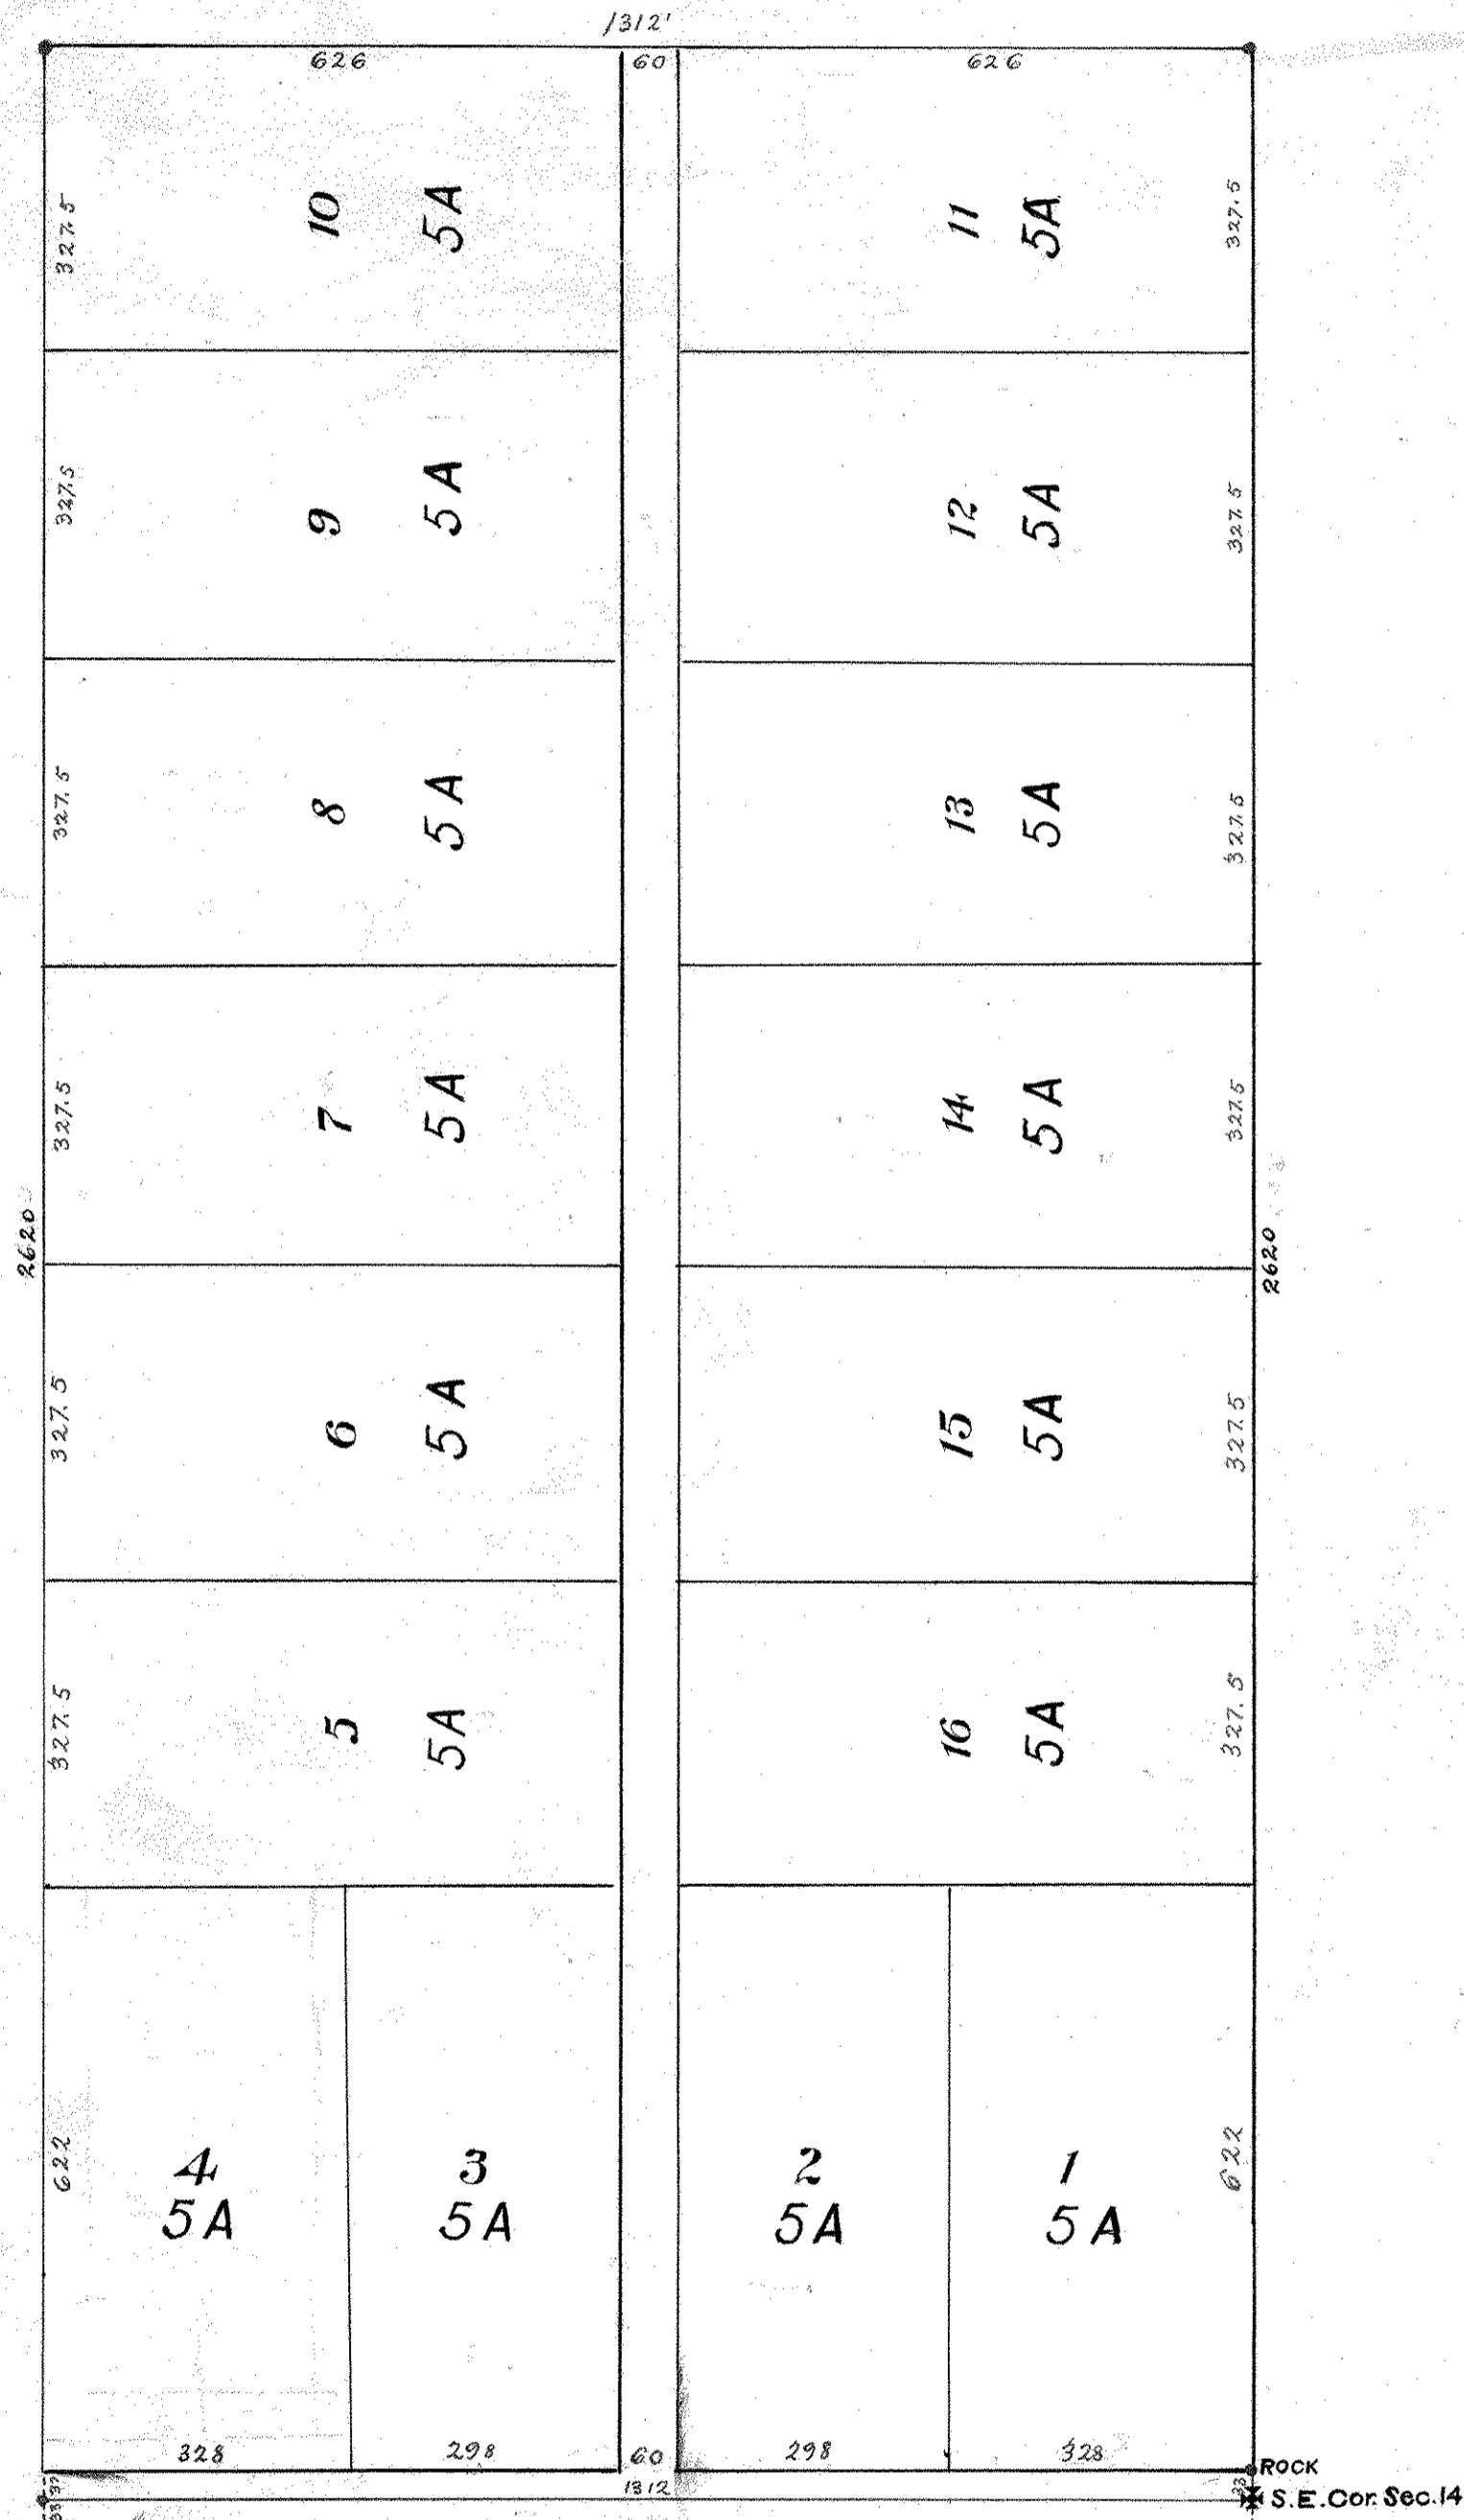 1312'
626 60 626
327.5 10 5A 11 5A 327.5
327.5 9 5A 12 5A 327.5
327.5 8 5A 13 5A 327.5
327.5 7 5A 14 5A 327.5
2620 2620
327.5 6 5A 15 5A 327.5
327.5 5 5A 16 5A 327.5
622 4 3 2 1 622
5A 5A 5A 5A
328 298 60 298 328
ROCK
1312
33
S.E. Cor. Sec. 14